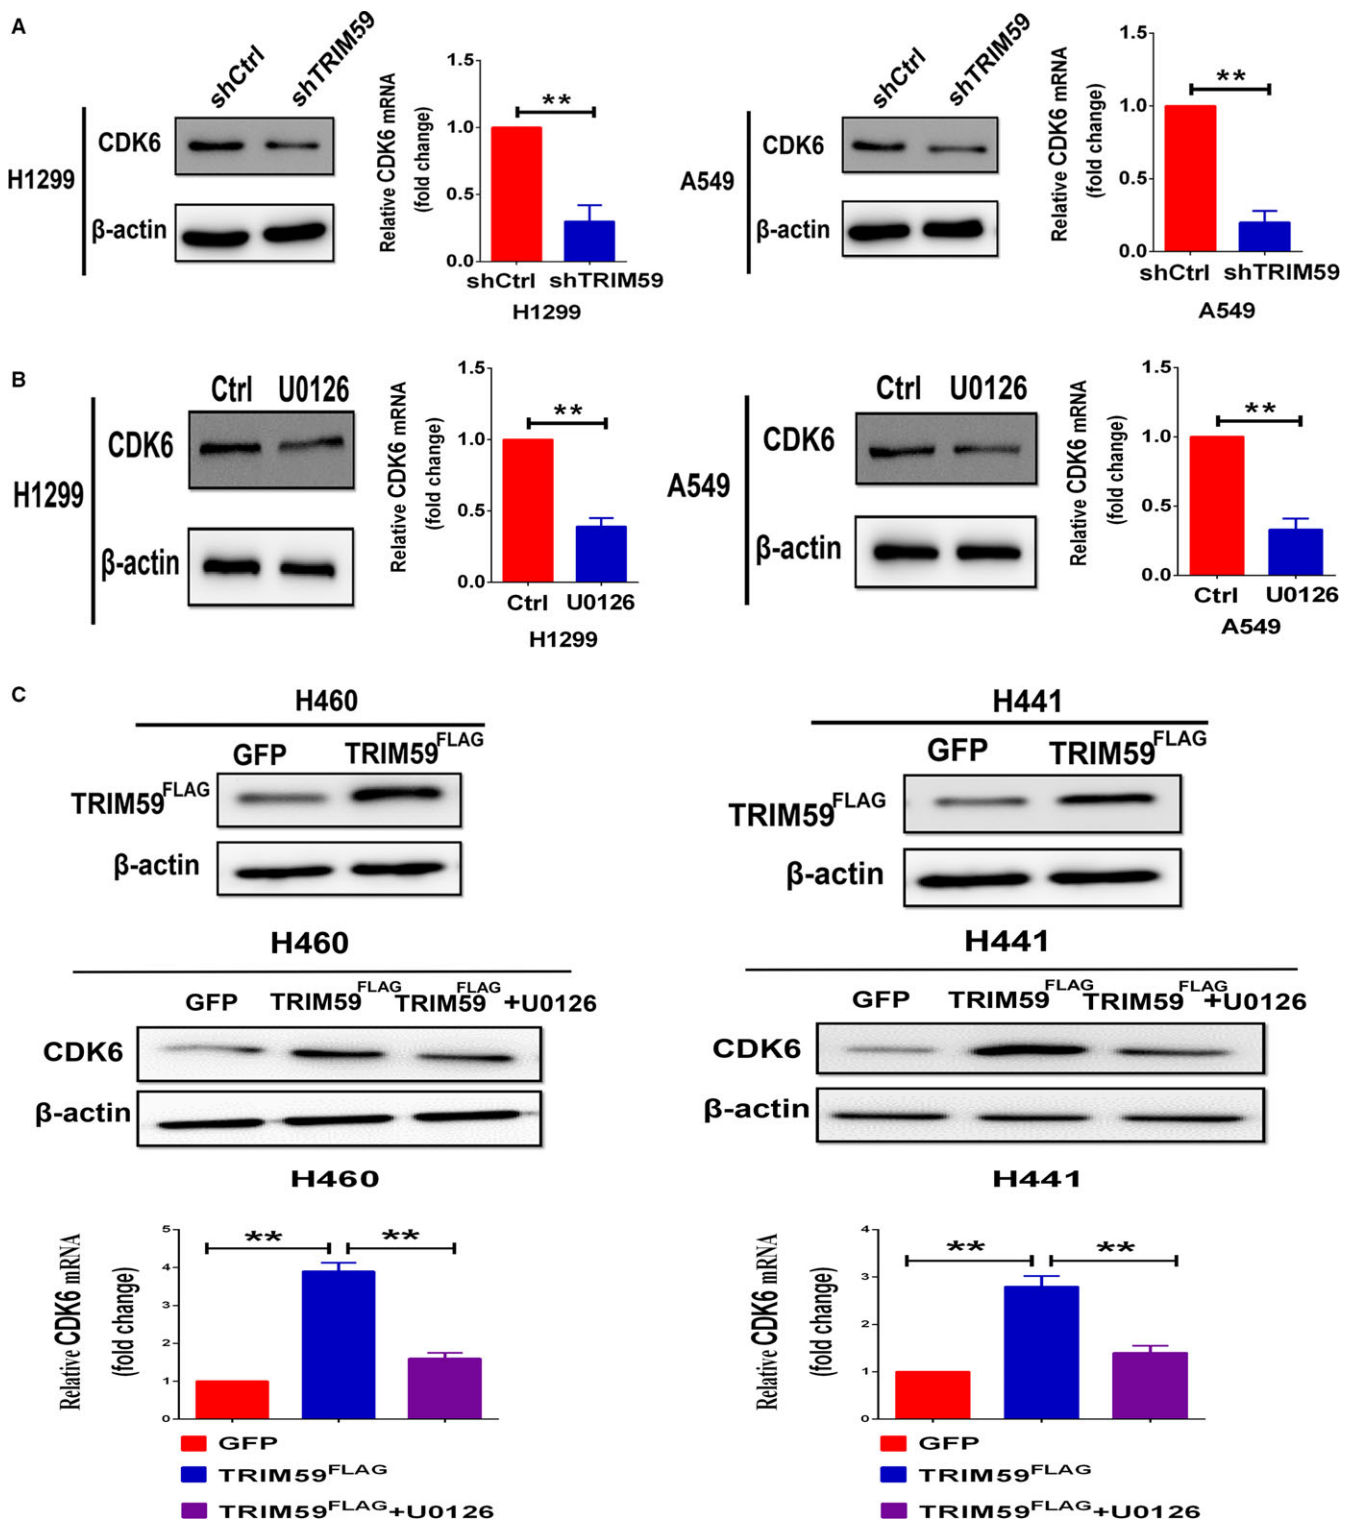 A
shCtrl shTRIM59
H1299
CDK6
β-actin
Relative CDK6 mRNA
(fold change)
1.5
1.0
0.5
0.0
**
shCtrl shTRIM59
H1299
shCtrl shTRIM59
A549
CDK6
β-actin
Relative CDK6 mRNA
(fold change)
1.5
1.0
0.5
0.0
**
shCtrl shTRIM59
A549
B
Ctrl U0126
H1299
CDK6
β-actin
Relative CDK6 mRNA
(fold change)
1.5
1.0
0.5
0.0
**
Ctrl U0126
H1299
Ctrl U0126
A549
CDK6
β-actin
Relative CDK6 mRNA
(fold change)
1.5
1.0
0.5
0.0
**
Ctrl U0126
A549
C
H460
GFP TRIM59FLAG
TRIM59FLAG
β-actin
H441
GFP TRIM59FLAG
TRIM59FLAG
β-actin
H460
GFP TRIM59FLAG TRIM59FLAG+U0126
CDK6
β-actin
H441
GFP TRIM59FLAG TRIM59FLAG+U0126
CDK6
β-actin
H460
Relative CDK6 mRNA
(fold change)
5
4
3
2
1
0
** **
GFP
TRIM59FLAG
TRIM59FLAG+U0126
H441
Relative CDK6 mRNA
(fold change)
4
3
2
1
0
** **
GFP
TRIM59FLAG
TRIM59FLAG+U0126